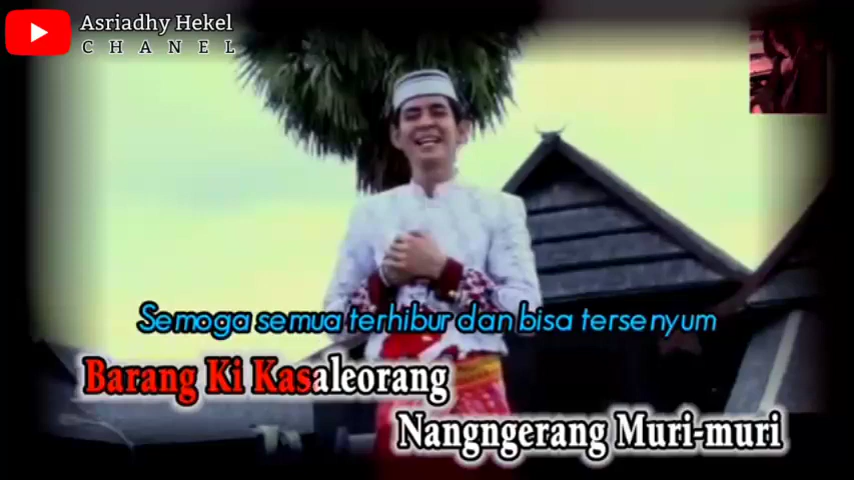 Asriadhy Hekel
CHANEL
Semoga semua terhibur dan bisa tersenyum
Barang Ki Kasaleorang
Nangngerang Muri-muri